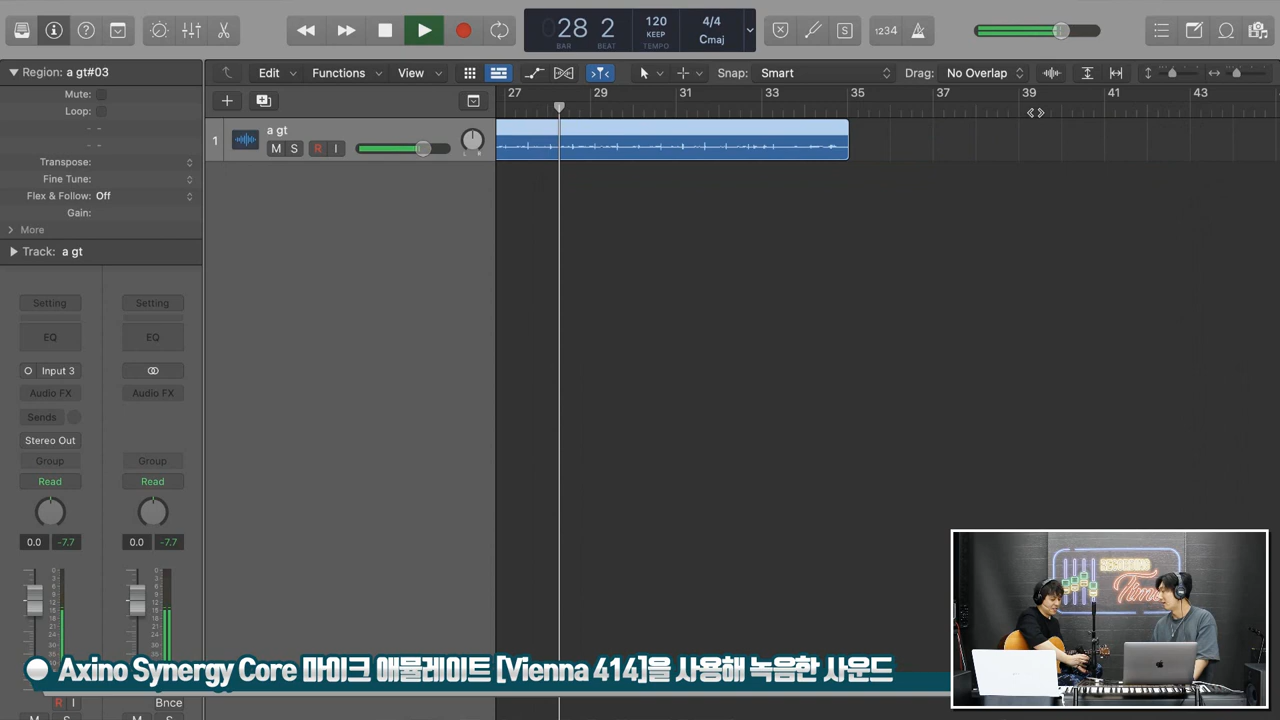 28 2
BAR BEAT
120
KEEP
TEMPO
4/4
Cmaj
S
1234
Region: a gt#03
Mute:
Loop:
Transpose:
Fine Tune:
Flex & Follow: Off
Gain:
More
Track: a gt
Edit
Functions
View
Snap: Smart
Drag: No Overlap
27 29 31 33 35 37 39 41 43
1
a gt
M S R I
L R
Setting Setting
EQ EQ
Input 3
Audio FX Audio FX
Sends
Stereo Out
Group Group
Read Read
0.0 -7.7 0.0 -7.7
RECORDING
Time
Axino Synergy Core 마이크 애뮬레이트 [Vienna 414]을 사용해 녹음한 사운드
R I
Bnce
M S M